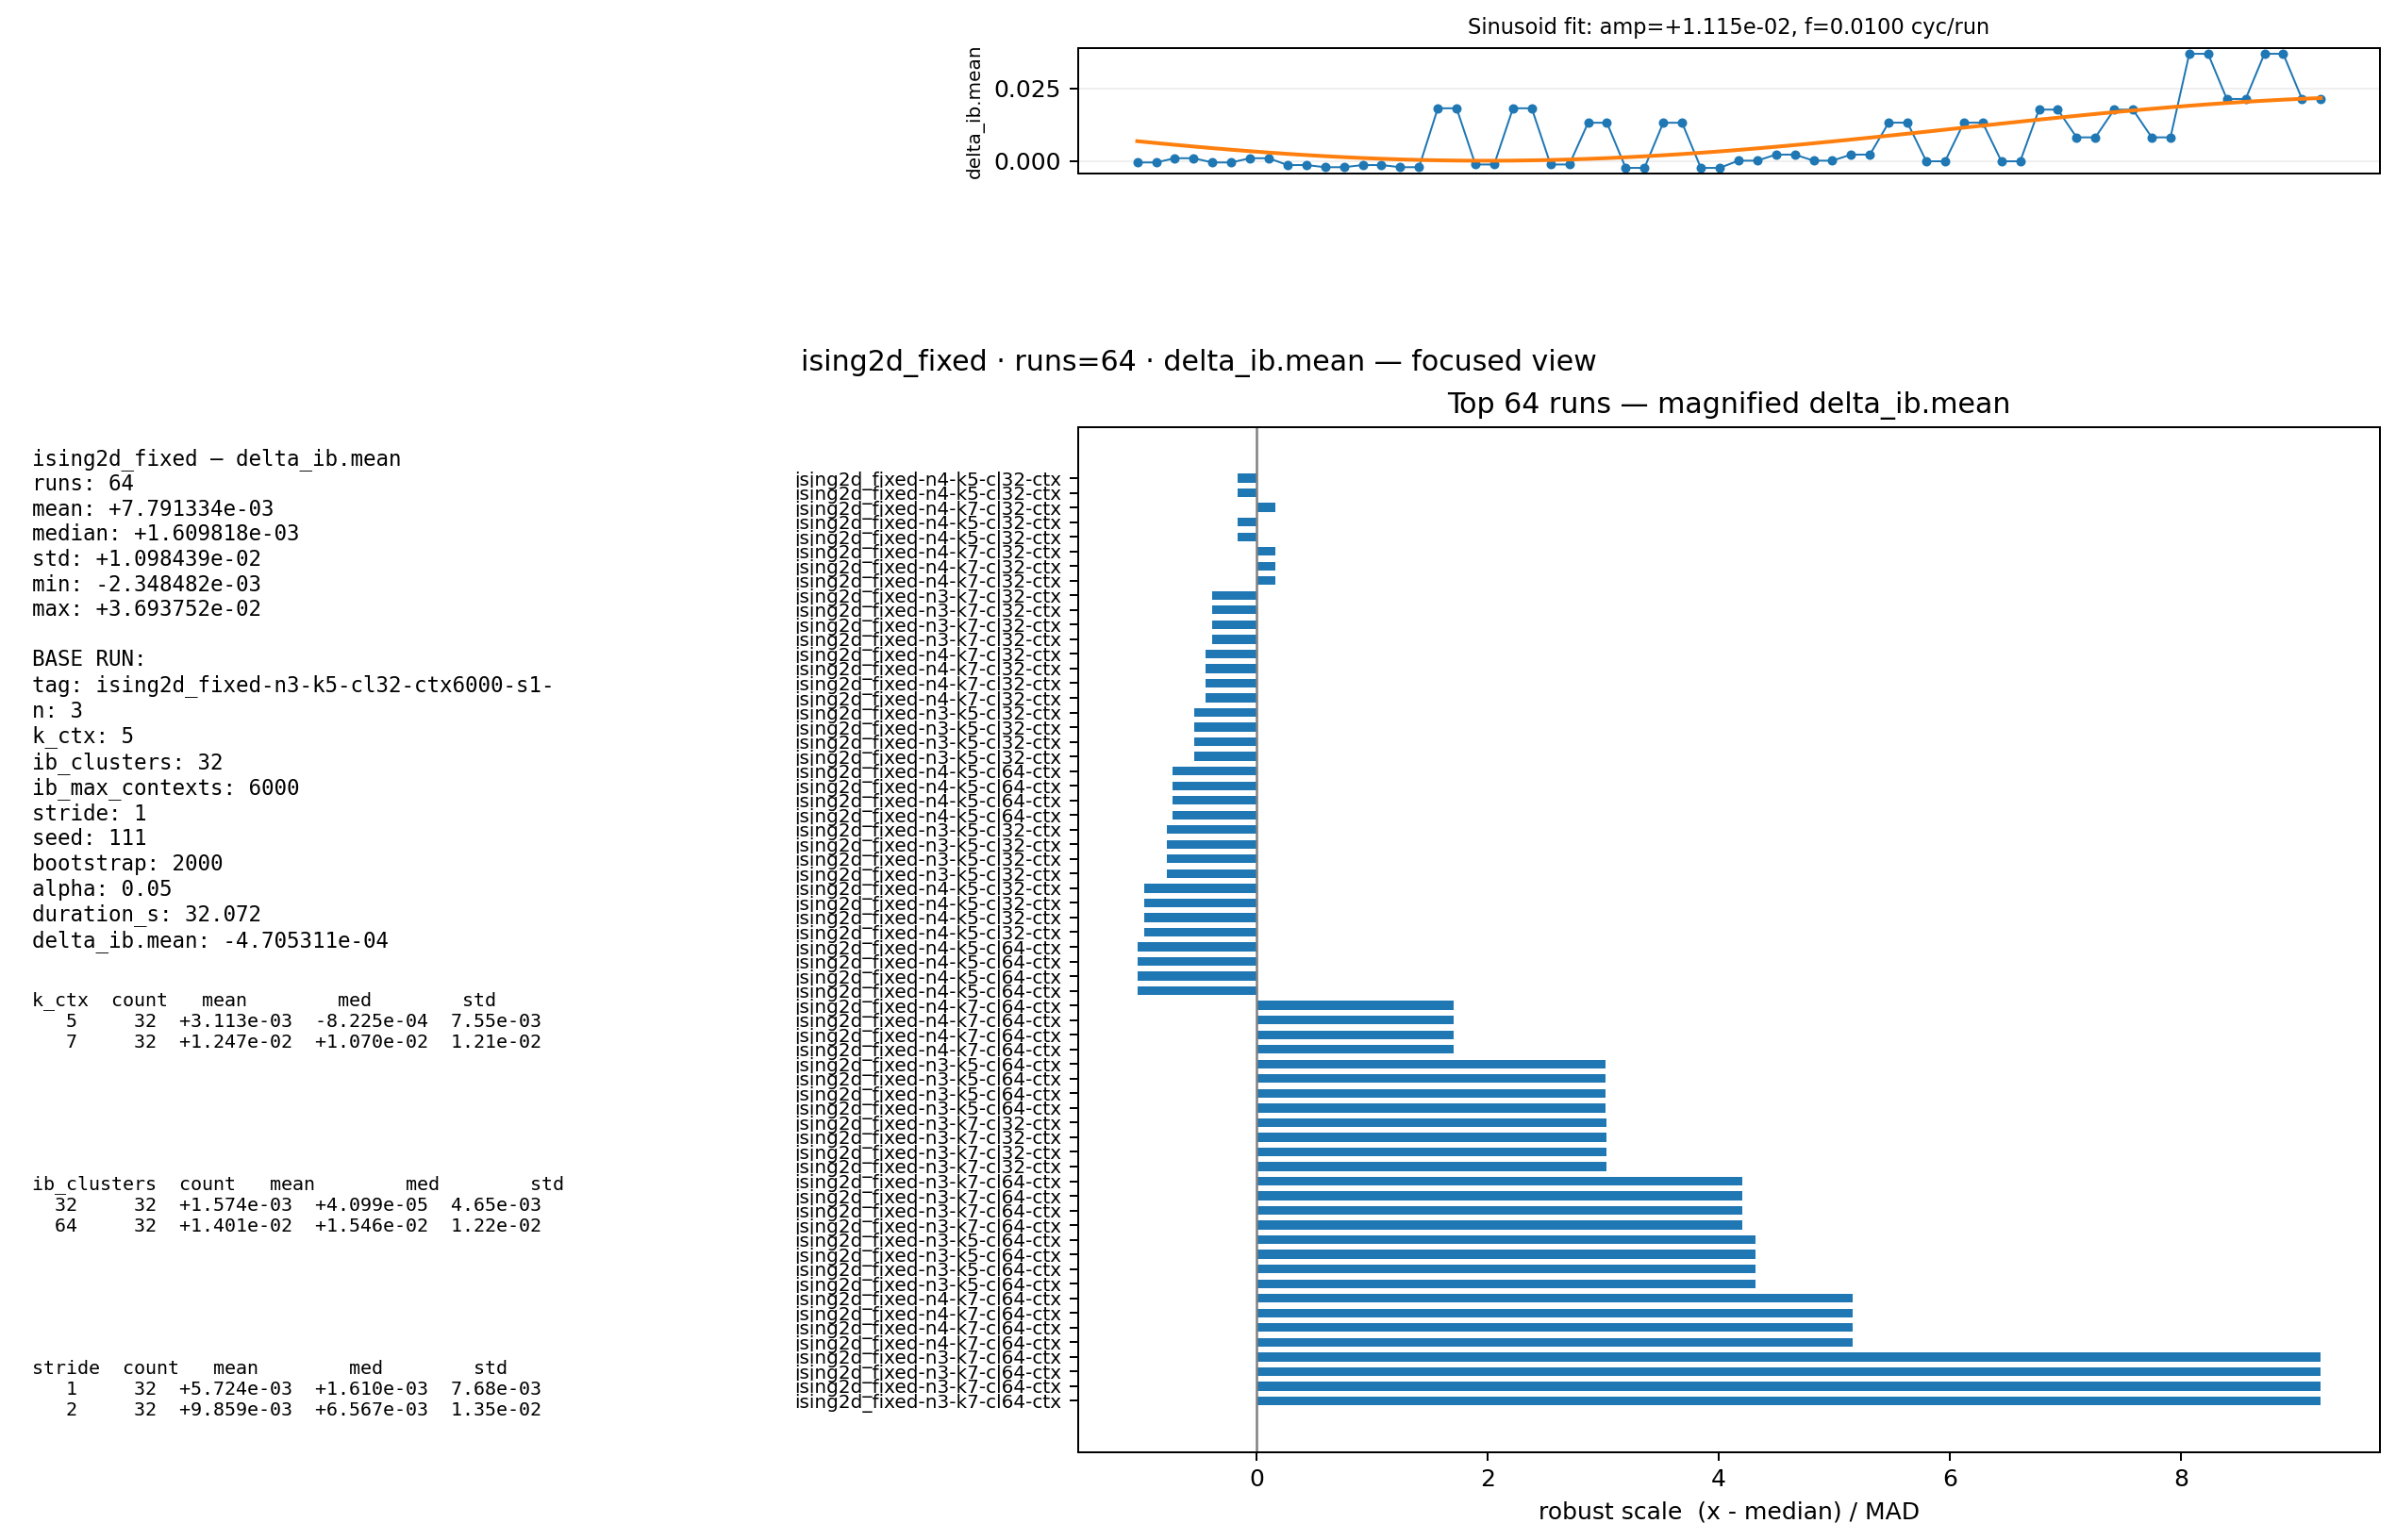 Sinusoid fit: amp=+1.115e-02, f=0.0100 cyc/run
delta_ib.mean
0.025
0.000
ising2d_fixed · runs=64 · delta_ib.mean — focused view
Top 64 runs — magnified delta_ib.mean
ising2d_fixed — delta_ib.mean
runs: 64
mean: +7.791334e-03
median: +1.609818e-03
std: +1.098439e-02
min: -2.348482e-03
max: +3.693752e-02
BASE RUN:
tag: ising2d_fixed-n3-k5-cl32-ctx6000-s1-
n: 3
k_ctx: 5
ib_clusters: 32
ib_max_contexts: 6000
stride: 1
seed: 111
bootstrap: 2000
alpha: 0.05
duration_s: 32.072
delta_ib.mean: -4.705311e-04
k_ctx count mean med std
5 32 +3.113e-03 -8.225e-04 7.55e-03
7 32 +1.247e-02 +1.070e-02 1.21e-02
ib_clusters count mean med std
32 32 +1.574e-03 +4.099e-05 4.65e-03
64 32 +1.401e-02 +1.546e-02 1.22e-02
stride count mean med std
1 32 +5.724e-03 +1.610e-03 7.68e-03
2 32 +9.859e-03 +6.567e-03 1.35e-02
ising2d_fixed-n4-k5-cl32-ctx
ising2d_fixed-n4-k5-cl32-ctx
ising2d_fixed-n4-k7-cl32-ctx
ising2d_fixed-n4-k5-cl32-ctx
ising2d_fixed-n4-k5-cl32-ctx
ising2d_fixed-n4-k7-cl32-ctx
ising2d_fixed-n4-k7-cl32-ctx
ising2d_fixed-n4-k7-cl32-ctx
ising2d_fixed-n3-k7-cl32-ctx
ising2d_fixed-n3-k7-cl32-ctx
ising2d_fixed-n3-k7-cl32-ctx
ising2d_fixed-n3-k7-cl32-ctx
ising2d_fixed-n4-k7-cl32-ctx
ising2d_fixed-n4-k7-cl32-ctx
ising2d_fixed-n4-k7-cl32-ctx
ising2d_fixed-n4-k7-cl32-ctx
ising2d_fixed-n3-k5-cl32-ctx
ising2d_fixed-n3-k5-cl32-ctx
ising2d_fixed-n3-k5-cl32-ctx
ising2d_fixed-n3-k5-cl32-ctx
ising2d_fixed-n4-k5-cl64-ctx
ising2d_fixed-n4-k5-cl64-ctx
ising2d_fixed-n4-k5-cl64-ctx
ising2d_fixed-n4-k5-cl64-ctx
ising2d_fixed-n3-k5-cl32-ctx
ising2d_fixed-n3-k5-cl32-ctx
ising2d_fixed-n3-k5-cl32-ctx
ising2d_fixed-n3-k5-cl32-ctx
ising2d_fixed-n4-k5-cl32-ctx
ising2d_fixed-n4-k5-cl32-ctx
ising2d_fixed-n4-k5-cl32-ctx
ising2d_fixed-n4-k5-cl32-ctx
ising2d_fixed-n4-k5-cl64-ctx
ising2d_fixed-n4-k5-cl64-ctx
ising2d_fixed-n4-k5-cl64-ctx
ising2d_fixed-n4-k5-cl64-ctx
ising2d_fixed-n4-k7-cl64-ctx
ising2d_fixed-n4-k7-cl64-ctx
ising2d_fixed-n4-k7-cl64-ctx
ising2d_fixed-n4-k7-cl64-ctx
ising2d_fixed-n3-k5-cl64-ctx
ising2d_fixed-n3-k5-cl64-ctx
ising2d_fixed-n3-k5-cl64-ctx
ising2d_fixed-n3-k5-cl64-ctx
ising2d_fixed-n3-k7-cl32-ctx
ising2d_fixed-n3-k7-cl32-ctx
ising2d_fixed-n3-k7-cl32-ctx
ising2d_fixed-n3-k7-cl32-ctx
ising2d_fixed-n3-k7-cl64-ctx
ising2d_fixed-n3-k7-cl64-ctx
ising2d_fixed-n3-k7-cl64-ctx
ising2d_fixed-n3-k7-cl64-ctx
ising2d_fixed-n3-k5-cl64-ctx
ising2d_fixed-n3-k5-cl64-ctx
ising2d_fixed-n3-k5-cl64-ctx
ising2d_fixed-n3-k5-cl64-ctx
ising2d_fixed-n4-k7-cl64-ctx
ising2d_fixed-n4-k7-cl64-ctx
ising2d_fixed-n4-k7-cl64-ctx
ising2d_fixed-n4-k7-cl64-ctx
ising2d_fixed-n3-k7-cl64-ctx
ising2d_fixed-n3-k7-cl64-ctx
ising2d_fixed-n3-k7-cl64-ctx
ising2d_fixed-n3-k7-cl64-ctx
0 2 4 6 8
robust scale (x - median) / MAD